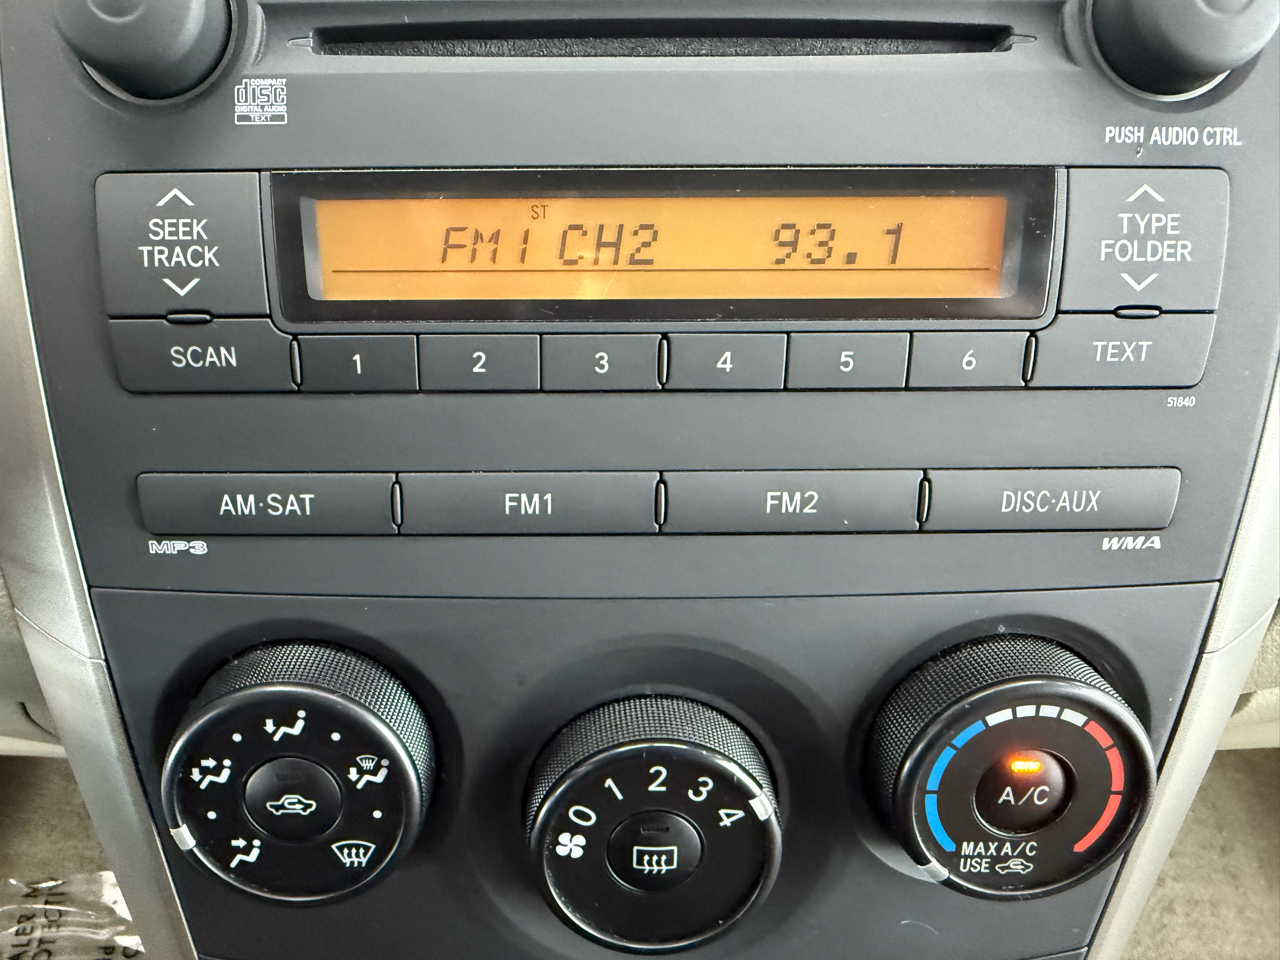 COMPACT
disc
DIGITAL AUDIO
TEXT
PUSH AUDIO CTRL
SEEK
TRACK
ST
FM1 CH2 93.1
TYPE
FOLDER
SCAN
1
2
3
4
5
6
TEXT
51840
AM·SAT
FM1
FM2
DISC·AUX
MP3
WMA
0
1
2
3
4
A/C
MAX A/C
USE